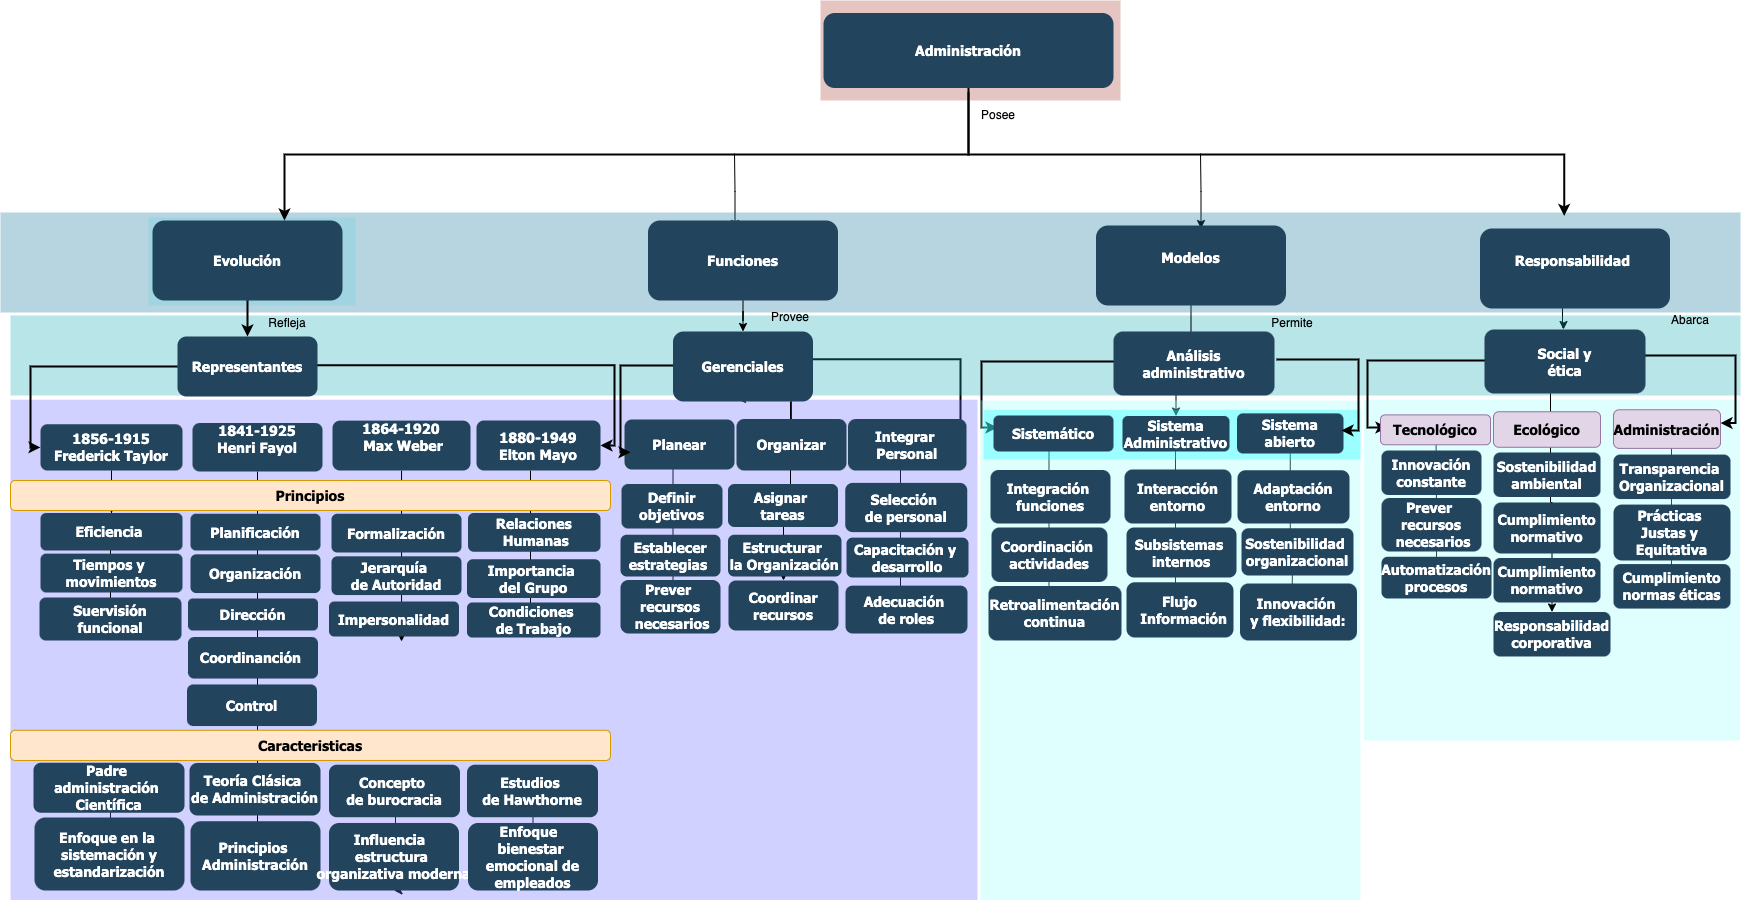 Administración
Posee
Evolución
Funciones
Modelos
Responsabilidad
Refleja
Provee
Permite
Abarca
Representantes
Gerenciales
Análisis
administrativo
Social y
ética
1856-1915
Frederick Taylor
1841-1925
Henri Fayol
1864-1920
Max Weber
1880-1949
Elton Mayo
Planear
Organizar
Integrar
Personal
Sistemático
Sistema
Administrativo
Sistema
abierto
Tecnológico
Ecológico
Administración
Principios
Eficiencia
Tiempos y
movimientos
Suervisión
funcional
Planificación
Organización
Dirección
Coordinanción
Control
Formalización
Jerarquía
de Autoridad
Impersonalidad
Relaciones
Humanas
Importancia
del Grupo
Condiciones
de Trabajo
Definir
objetivos
Establecer
estrategias
Prever
recursos
necesarios
Asignar
tareas
Estructurar
la Organización
Coordinar
recursos
Selección
de personal
Capacitación y
desarrollo
Adecuación
de roles
Integración
funciones
Coordinación
actividades
Retroalimentación
continua
Interacción
entorno
Subsistemas
internos
Flujo
Información
Adaptación
entorno
Sostenibilidad
organizacional
Innovación
y flexibilidad:
Innovación
constante
Prever
recursos
necesarios
Automatización
procesos
Sostenibilidad
ambiental
Cumplimiento
normativo
Cumplimiento
normativo
Responsabilidad
corporativa
Transparencia
Organizacional
Prácticas
Justas y
Equitativa
Cumplimiento
normas éticas
Caracteristicas
Padre
administración
Científica
Enfoque en la
sistemación y
estandarización
Teoría Clásica
de Administración
Principios
Administración
Concepto
de burocracia
Influencia
estructura
organizativa moderna
Estudios
de Hawthorne
Enfoque
bienestar
emocional de
empleados